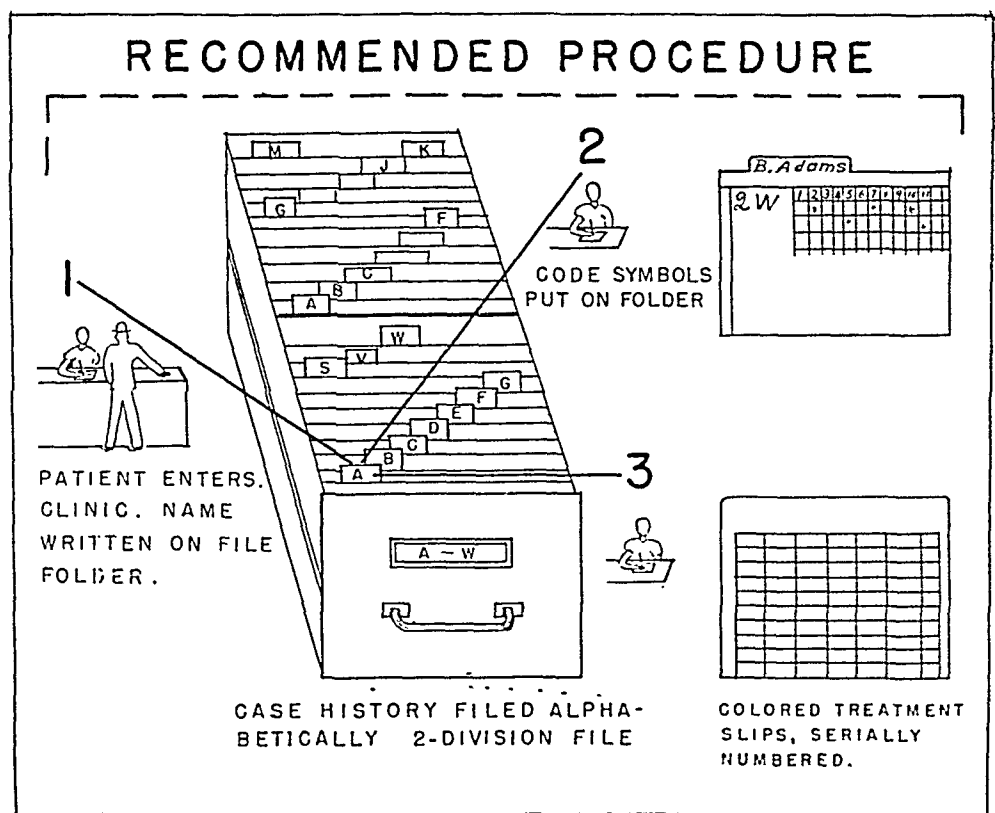 RECOMMENDED PROCEDURE
M
K
J
G
F
C
B
A
W
V
S
G
F
E
D
C
B
A
A - W
1
PATIENT ENTERS.
CLINIC. NAME
WRITTEN ON FILE
FOLDER.
2
CODE SYMBOLS
PUT ON FOLDER
B. Adams
2W
1 2 3 4 5 6 7 8 9 10 11
3
CASE HISTORY FILED ALPHA-
BETICALLY 2-DIVISION FILE
COLORED TREATMENT
SLIPS, SERIALLY
NUMBERED.